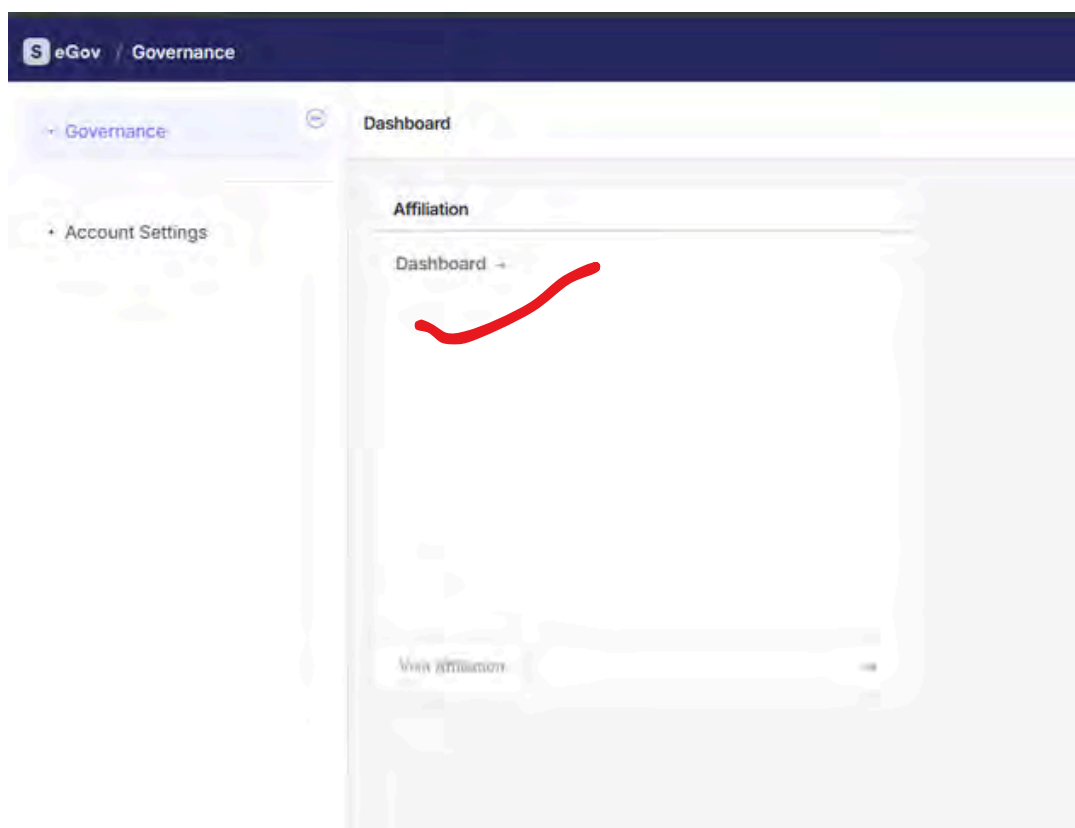 S eGov / Governance
Governance
Dashboard
Affiliation
Account Settings
Dashboard →